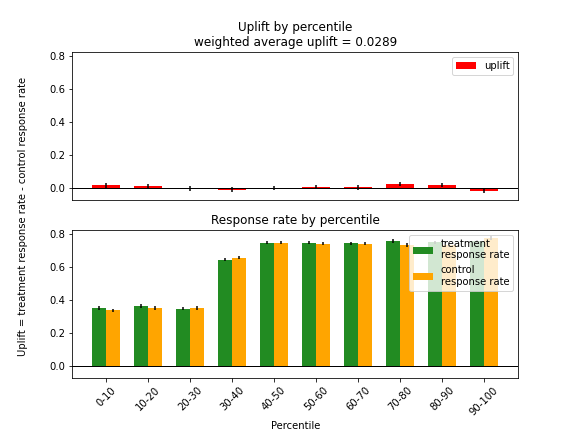 Uplift by percentile
weighted average uplift = 0.0289
0.8
0.6
0.4
0.2
0.0
uplift
Uplift = treatment response rate - control response rate
Response rate by percentile
0.8
0.6
0.4
0.2
0.0
treatment
response rate
control
response rate
0-10
10-20
20-30
30-40
40-50
50-60
60-70
70-80
80-90
90-100
Percentile